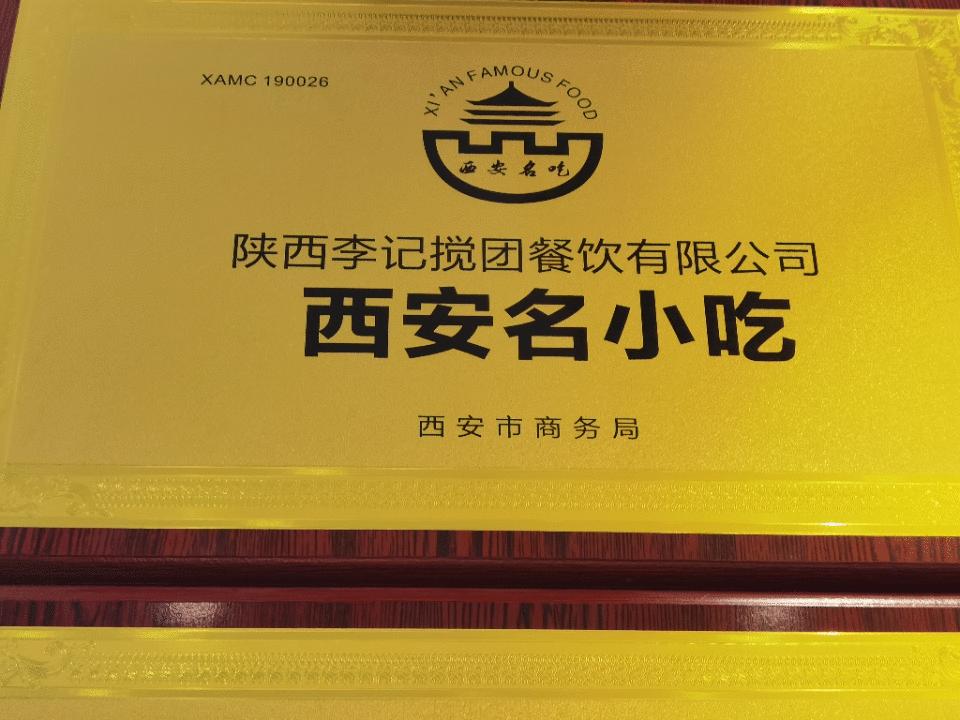 XAMC 190026
XI'AN FAMOUS FOOD
西安名吃
陕西李记搅团餐饮有限公司
西安名小吃
西安市商务局